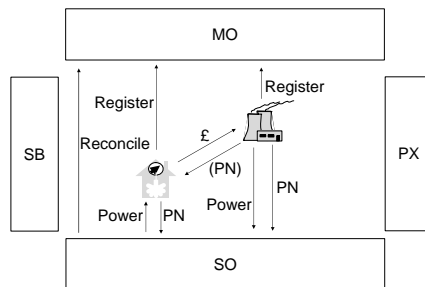 MO
Register
Register
Reconcile
£
SB
PX
(PN)
PN
Power
Power
PN
SO